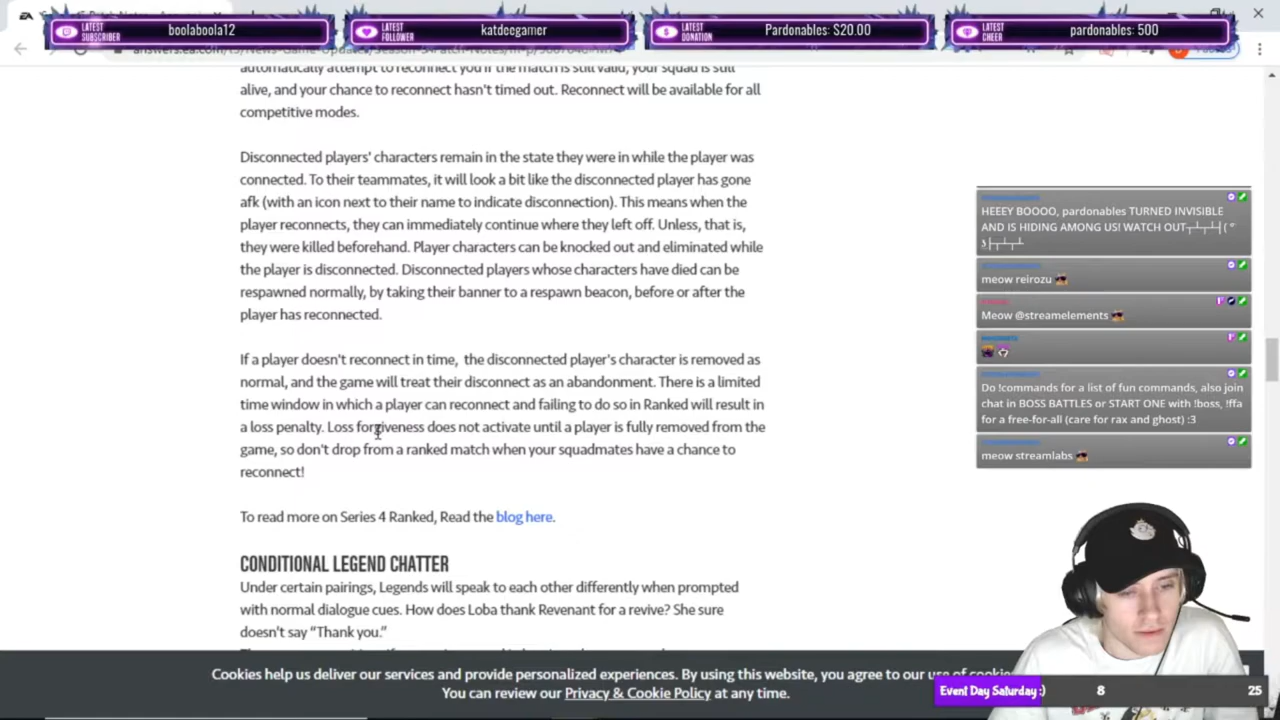 LATEST SUBSCRIBER boolaboola12
LATEST FOLLOWER katdeegamer
LATEST DONATION Pardonables: $20.00
LATEST CHEER pardonables: 500
automatically attempt to reconnect you if the match is still valid, your squad is still
alive, and your chance to reconnect hasn't timed out. Reconnect will be available for all
competitive modes.
Disconnected players' characters remain in the state they were in while the player was
connected. To their teammates, it will look a bit like the disconnected player has gone
afk (with an icon next to their name to indicate disconnection). This means when the
player reconnects, they can immediately continue where they left off. Unless, that is,
they were killed beforehand. Player characters can be knocked out and eliminated while
the player is disconnected. Disconnected players whose characters have died can be
respawned normally, by taking their banner to a respawn beacon, before or after the
player has reconnected.
If a player doesn't reconnect in time,  the disconnected player's character is removed as
normal, and the game will treat their disconnect as an abandonment. There is a limited
time window in which a player can reconnect and failing to do so in Ranked will result in
a loss penalty. Loss forgiveness does not activate until a player is fully removed from the
game, so don't drop from a ranked match when your squadmates have a chance to
reconnect!
To read more on Series 4 Ranked, Read the blog here.
CONDITIONAL LEGEND CHATTER
Under certain pairings, Legends will speak to each other differently when prompted
with normal dialogue cues. How does Loba thank Revenant for a revive? She sure
doesn't say "Thank you."
HEEEY BOOOO, pardonables TURNED INVISIBLE
AND IS HIDING AMONG US! WATCH OUT
meow reirozu
Meow @streamelements
Do !commands for a list of fun commands, also join
chat in BOSS BATTLES or START ONE with !boss, !ffa
for a free-for-all (care for rax and ghost) :3
meow streamlabs
Cookies help us deliver our services and provide personalized experiences. By using this website, you agree to our use of
You can review our Privacy & Cookie Policy at any time.
Event Day Saturday :) 8 25